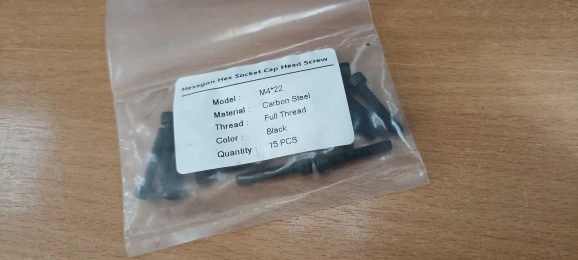 Hexagon Hex Socket Cap Head Screw
Model : M4*22
Material : Carbon Steel
Thread : Full Thread
Color : Black
Quantity : 15 PCS